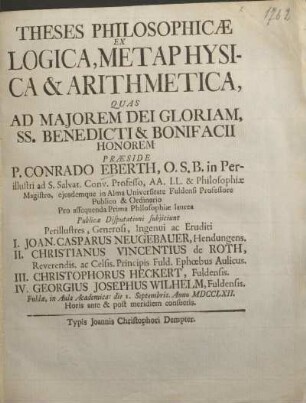 1762
THESES PHILOSOPHICÆ
EX
LOGICA, METAPHYSI-
CA & ARITHMETICA,
QUAS
AD MAJOREM DEI GLORIAM,
SS. BENEDICTI & BONIFACII
HONOREM
PRÆSIDE
P. CONRADO EBERTH, O. S. B. in Per-
illustri ad S. Salvat. Conv. Professo, AA. LL. & Philosophiæ
Magistro, ejusdemque in Alma Universitate Fuldensi Professore
Publico & Ordinario
Pro assequenda Prima Philosophiæ laurea
Publicæ Disputationi subjiciunt
Perillustres, Generosi, Ingenui ac Eruditi
I. JOAN. CASPARUS NEUGEBAUER, Hendungens.
II. CHRISTIANUS VINCENTIUS de ROTH,
Reverendis. ac Celsis. Principis Fuld. Ephœbus Aulicus.
III. CHRISTOPHORUS HECKERT, Fuldensis.
IV. GEORGIUS JOSEPHUS WILHELM, Fuldensis.
Fuldæ, in Aula Academica: die 1. Septembris. Anno MDCCLXII.
Horis ante & post meridiem consuetis.
Typis Joannis Christophori Dempter.